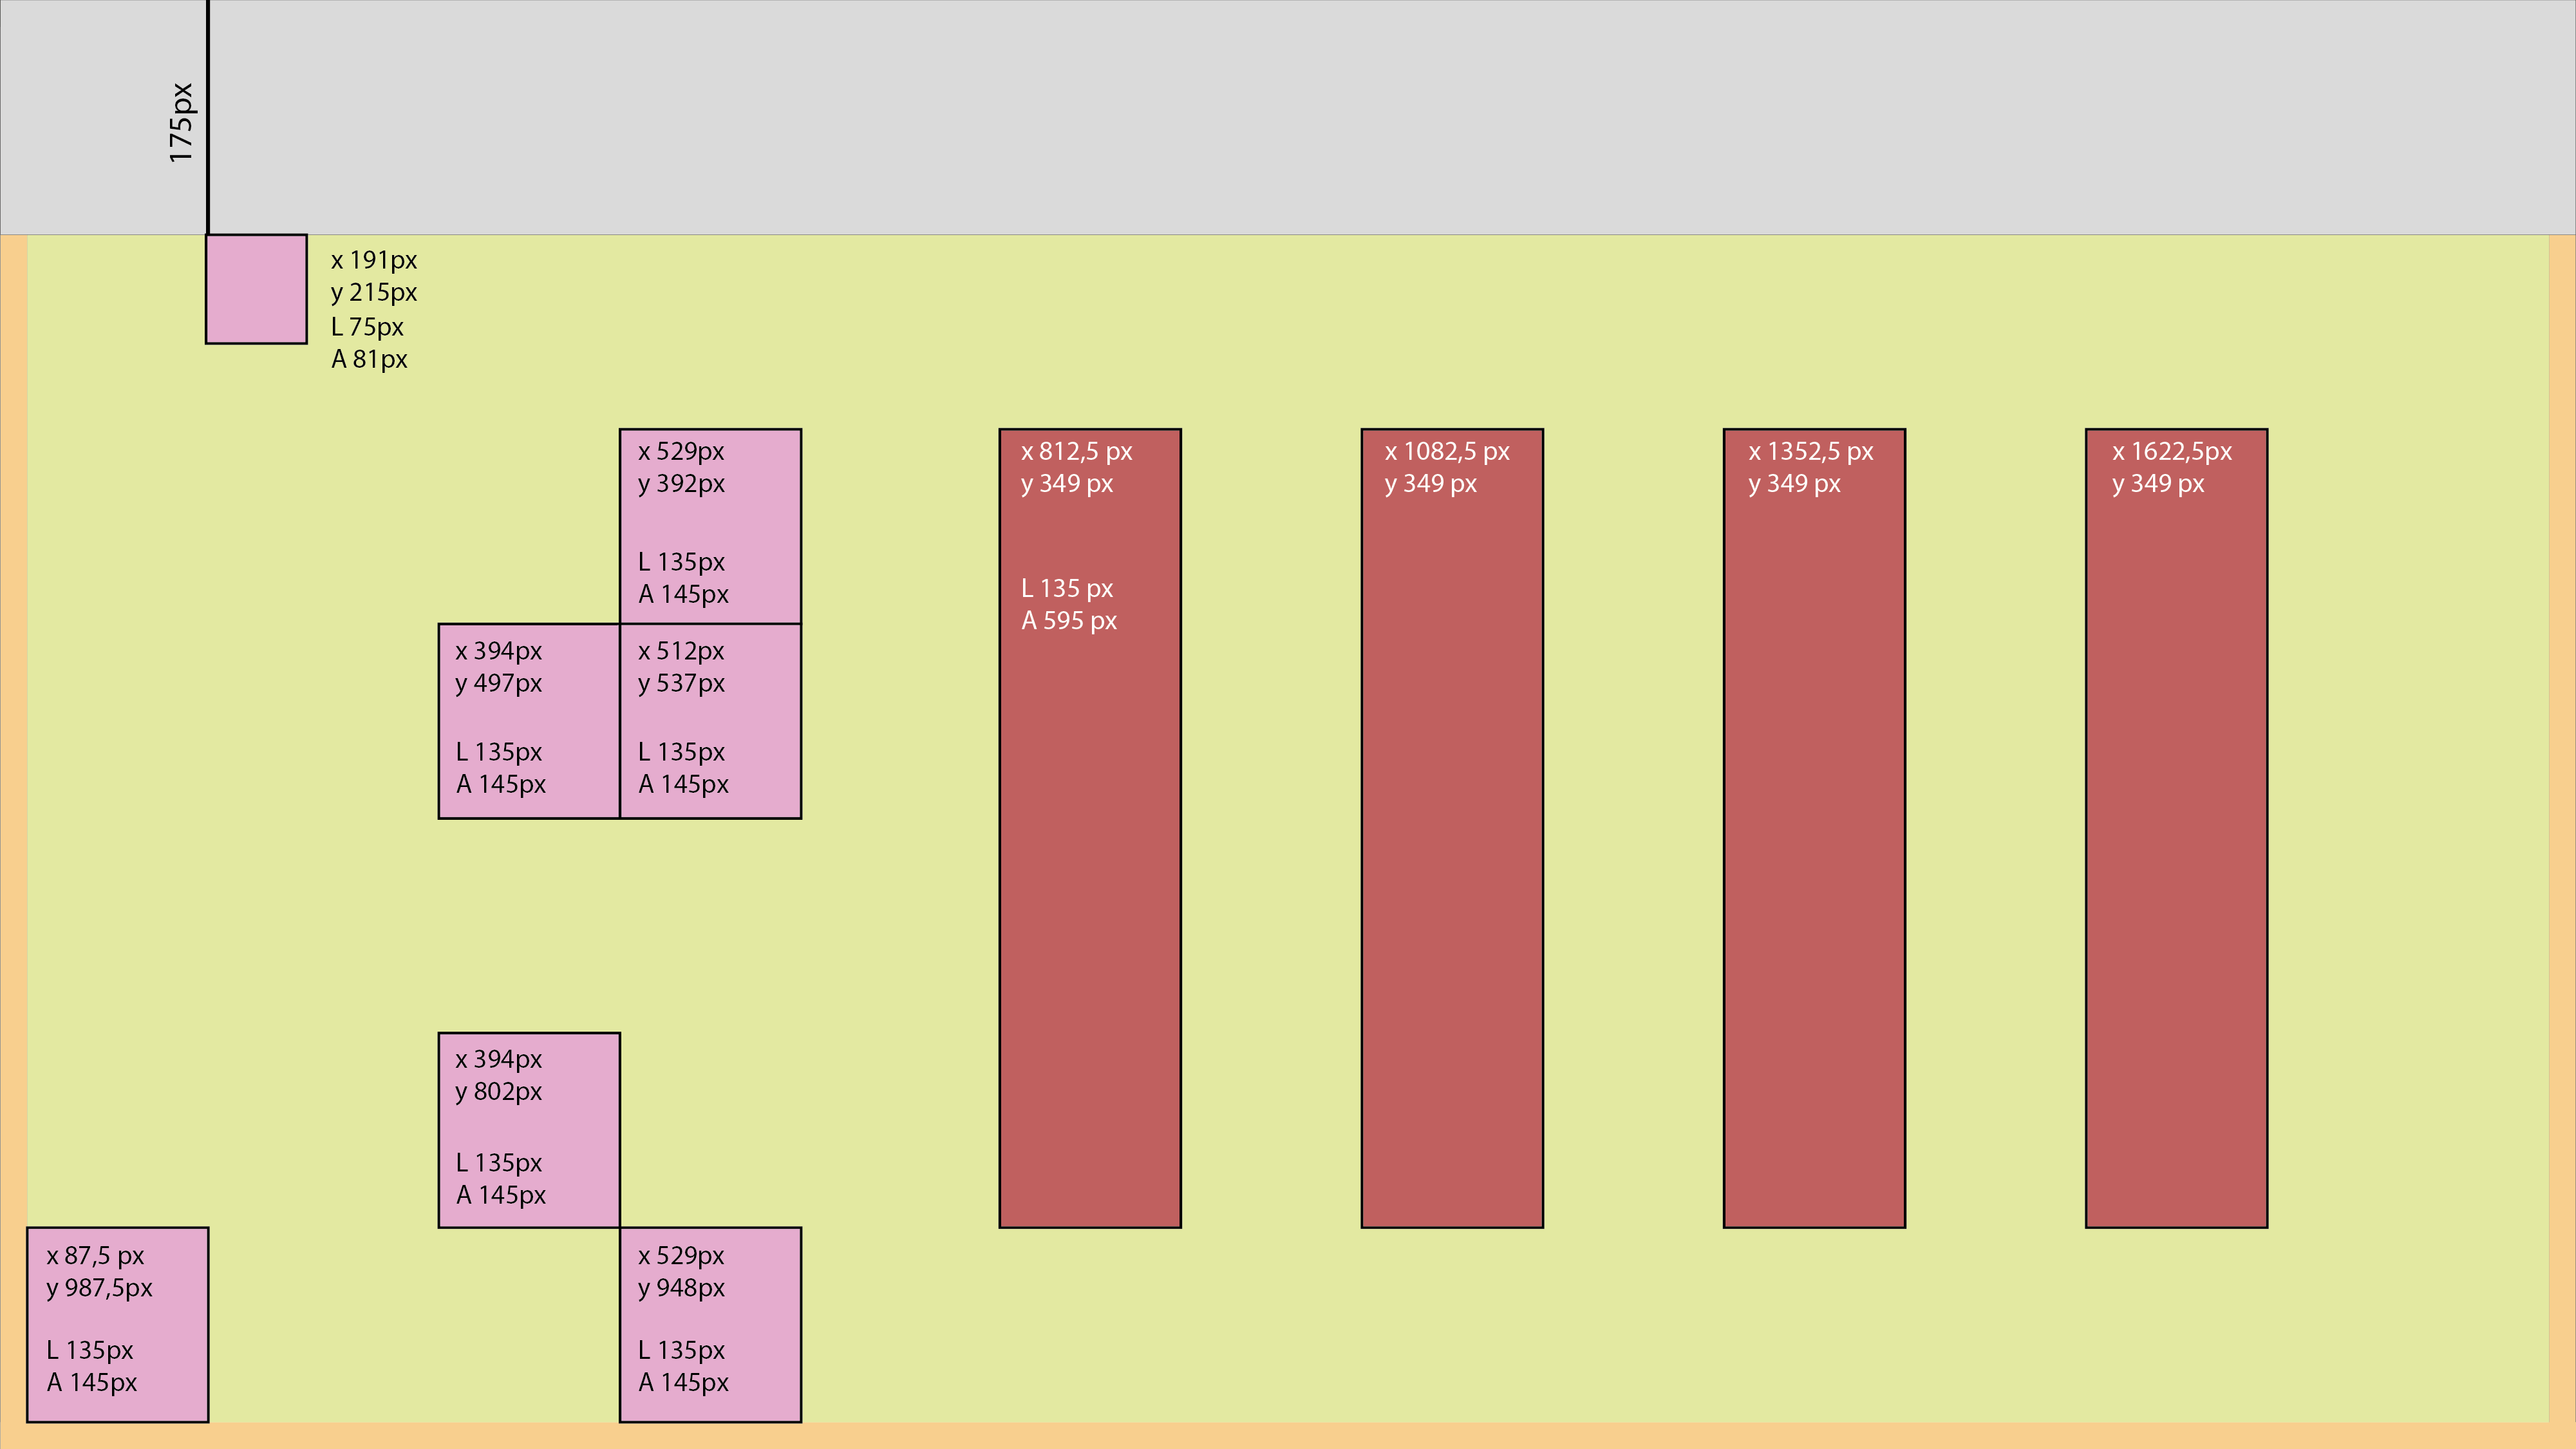 175px
x 191px
y 215px
L 75px
A 81px
x 529px
y 392px
L 135px
A 145px
x 812,5 px
y 349 px
L 135 px
A 595 px
x 1082,5 px
y 349 px
x 1352,5 px
y 349 px
x 1622,5px
y 349 px
x 394px
y 497px
L 135px
A 145px
x 512px
y 537px
L 135px
A 145px
x 394px
y 802px
L 135px
A 145px
x 87,5 px
y 987,5px
L 135px
A 145px
x 529px
y 948px
L 135px
A 145px